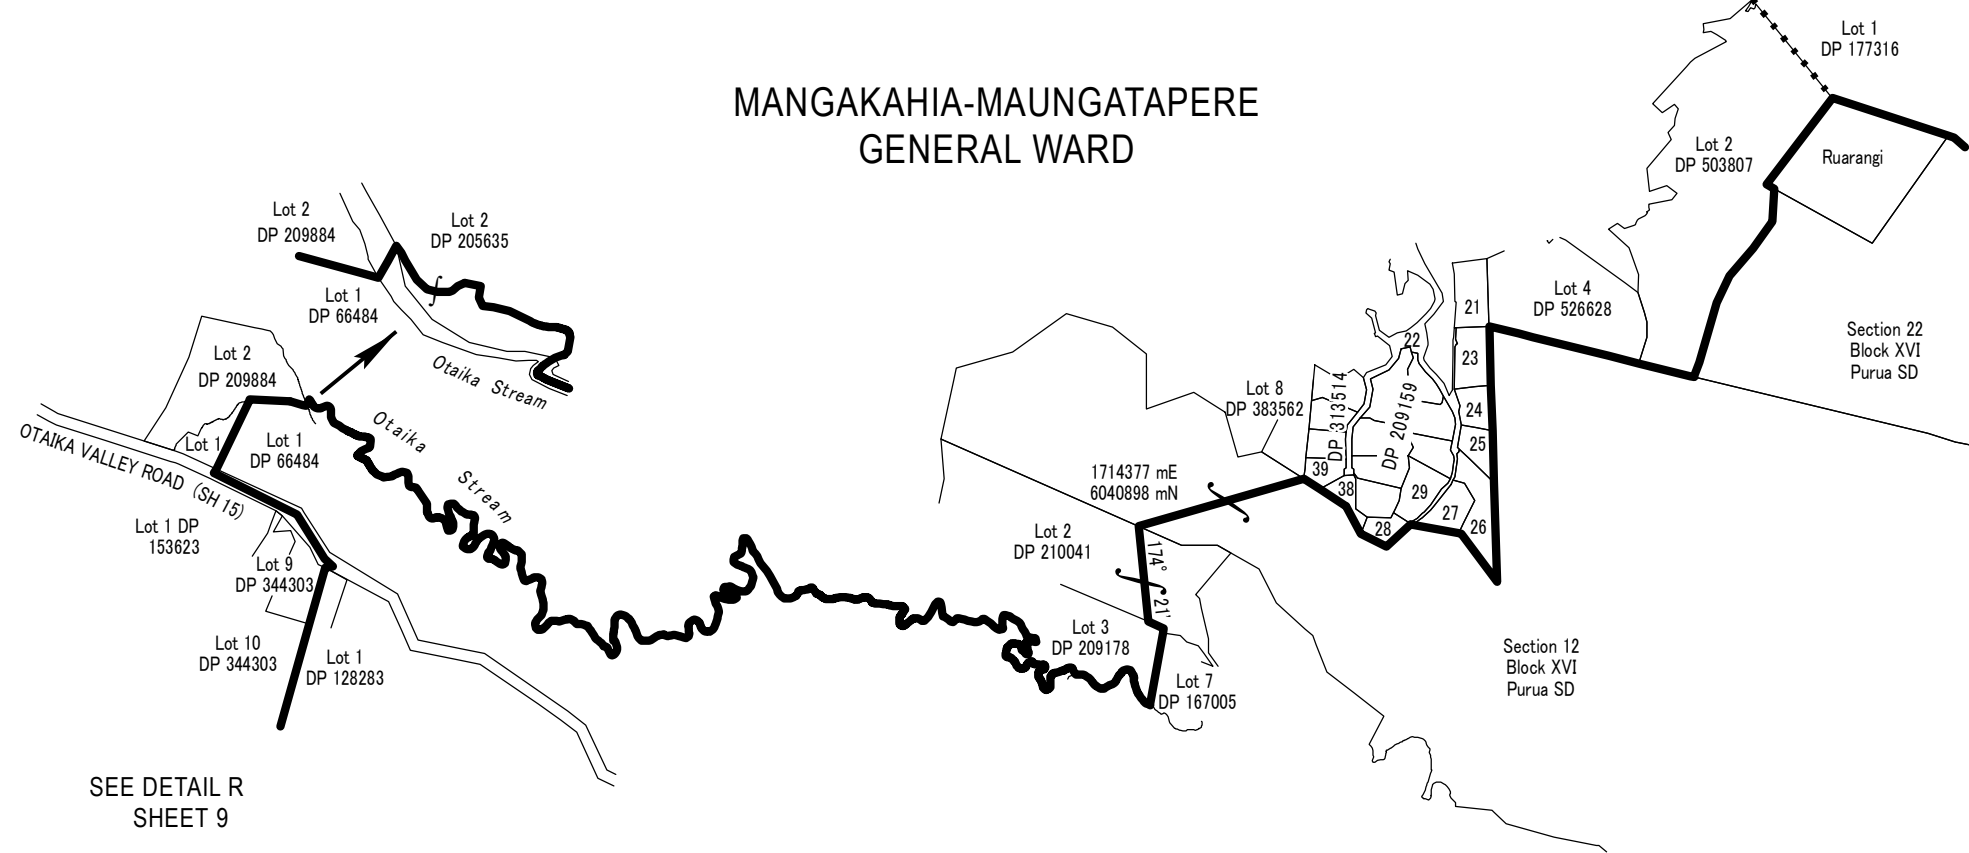 MANGAKAHIA-MAUNGATAPERE
GENERAL WARD
Lot 1
DP 177316
Lot 2
DP 503807
Ruarangi
Lot 2
DP 209884
Lot 2
DP 205635
Lot 1
DP 66484
Otaika Stream
Lot 2
DP 209884
Lot 1
Lot 1
DP 66484
OTAIKA VALLEY ROAD (SH 15)
Otaika Stream
Lot 1 DP
153623
Lot 9
DP 344303
Lot 10
DP 344303
Lot 1
DP 128283
SEE DETAIL R
SHEET 9
1714377 mE
6040898 mN
Lot 2
DP 210041
174°
21'
Lot 3
DP 209178
Lot 7
DP 167005
Lot 8
DP 383562
DP 313514
DP 209159
21
22
23
24
25
26
27
28
29
38
39
Lot 4
DP 526628
Section 22
Block XVI
Purua SD
Section 12
Block XVI
Purua SD